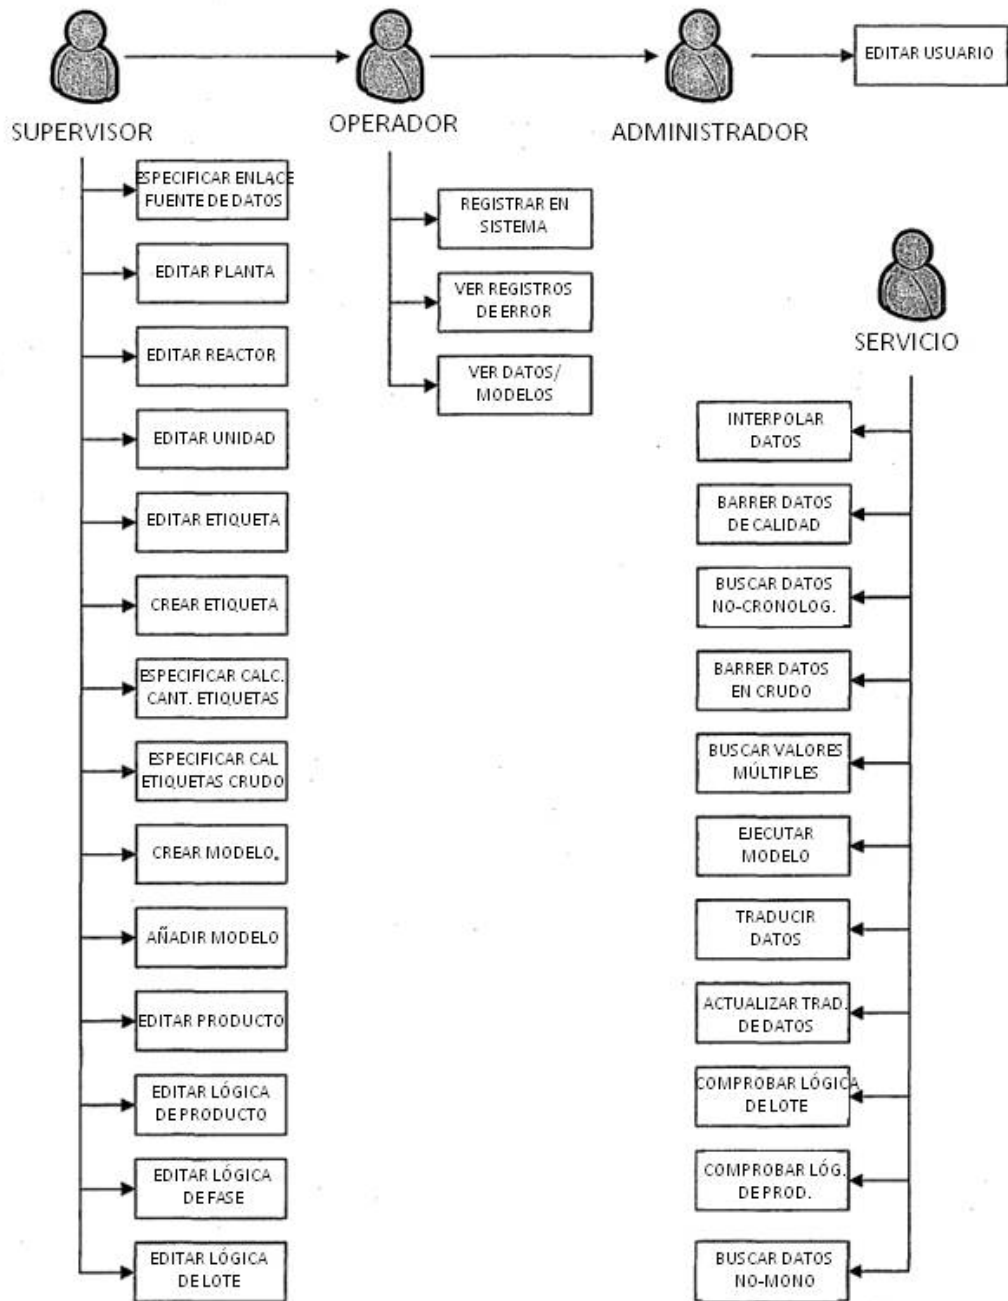 SUPERVISOR
OPERADOR
ADMINISTRADOR
EDITAR USUARIO
ESPECIFICAR ENLACE
FUENTE DE DATOS
EDITAR PLANTA
EDITAR REACTOR
EDITAR UNIDAD
EDITAR ETIQUETA
CREAR ETIQUETA
ESPECIFICAR CALC.
CANT. ETIQUETAS
ESPECIFICAR CAL
ETIQUETAS CRUDO
CREAR MODELO.
AÑADIR MODELO
EDITAR PRODUCTO
EDITAR LÓGICA
DE PRODUCTO
EDITAR LÓGICA
DE FASE
EDITAR LÓGICA
DE LOTE
REGISTRAR EN
SISTEMA
VER REGISTROS
DE ERROR
VER DATOS/
MODELOS
SERVICIO
INTERPOLAR
DATOS
BARRER DATOS
DE CALIDAD
BUSCAR DATOS
NO-CRONOLOG.
BARRER DATOS
EN CRUDO
BUSCAR VALORES
MÚLTIPLES
EJECUTAR
MODELO
TRADUCIR
DATOS
ACTUALIZAR TRAD.
DE DATOS
COMPROBAR LÓGICA
DE LOTE
COMPROBAR LÓG.
DE PROD.
BUSCAR DATOS
NO-MONO